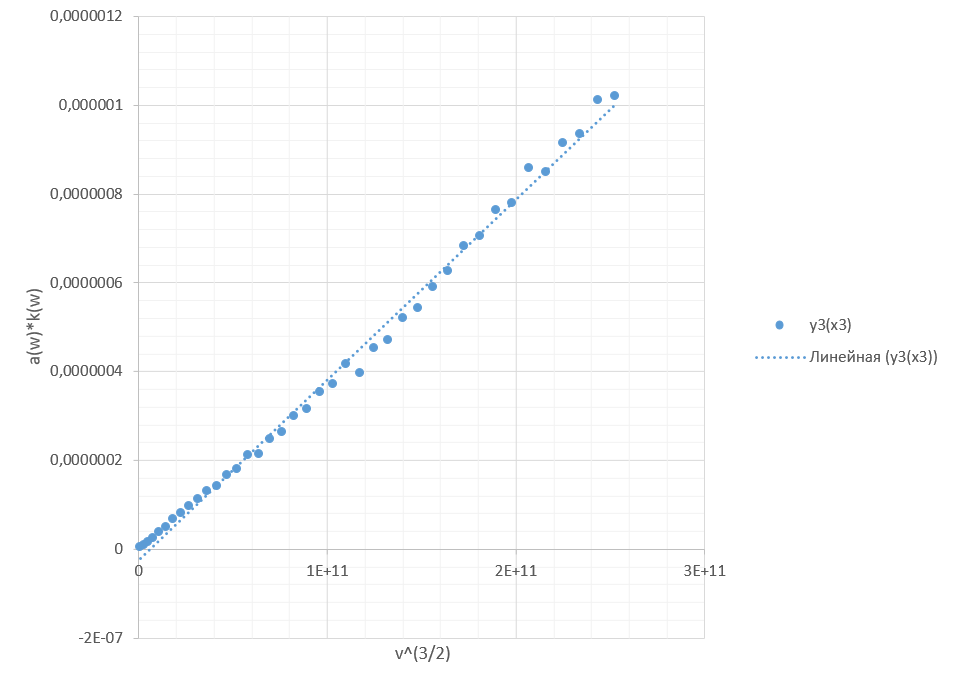 0,0000012
0,000001
0,0000008
0,0000006
0,0000004
0,0000002
0
-2E-07
a(w)*k(w)
0
1E+11
2E+11
3E+11
v^(3/2)
y3(x3)
Линейная (y3(x3))